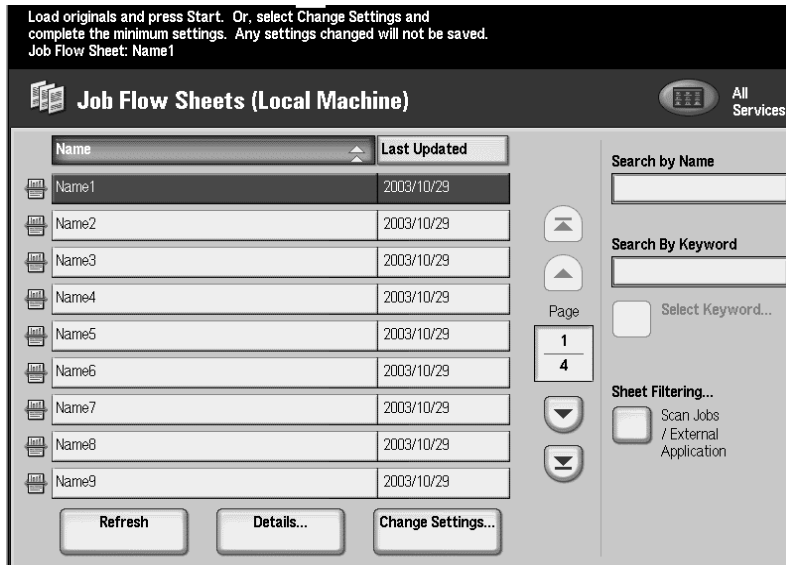 Load originals and press Start. Or, select Change Settings and
complete the minimum settings. Any settings changed will not be saved.
Job Flow Sheet: Name1
Job Flow Sheets (Local Machine)
All
Services
Name
Last Updated
Name1
2003/10/29
Name2
2003/10/29
Name3
2003/10/29
Name4
2003/10/29
Name5
2003/10/29
Name6
2003/10/29
Name7
2003/10/29
Name8
2003/10/29
Name9
2003/10/29
Refresh
Details...
Change Settings...
Page
1
4
Search by Name
Search By Keyword
Select Keyword...
Sheet Filtering...
Scan Jobs
/ External
Application